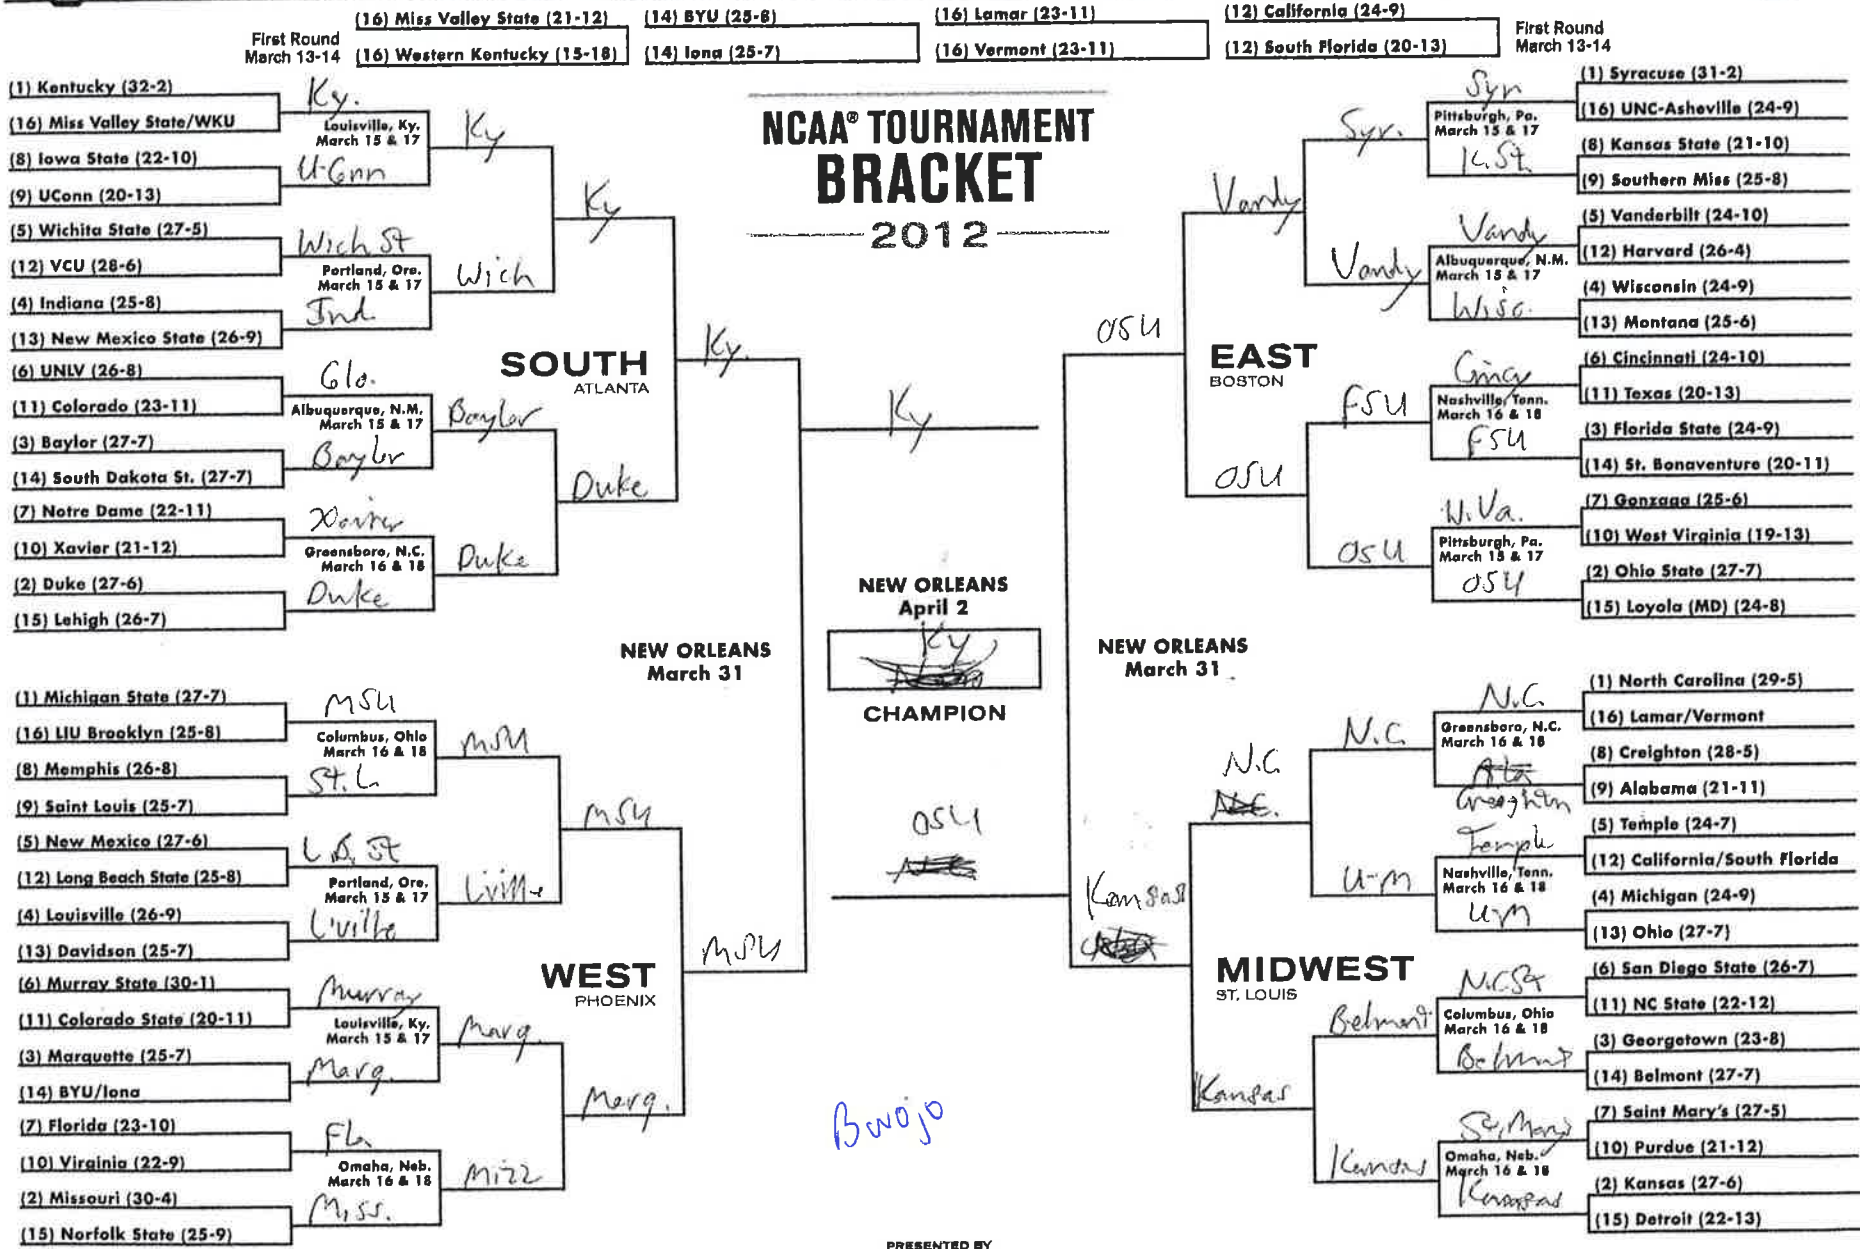 (16) Miss Valley State (21-12)
(16) Western Kentucky (15-18)
(14) BYU (25-8)
(14) Iona (25-7)
(16) Lamar (23-11)
(16) Vermont (23-11)
(12) California (24-9)
(12) South Florida (20-13)
First Round
March 13-14
First Round
March 13-14
NCAA® TOURNAMENT
BRACKET
2012
(1) Kentucky (32-2)
(16) Miss Valley State/WKU
(8) Iowa State (22-10)
(9) UConn (20-13)
(5) Wichita State (27-5)
(12) VCU (28-6)
(4) Indiana (25-8)
(13) New Mexico State (26-9)
(6) UNLV (26-8)
(11) Colorado (23-11)
(3) Baylor (27-7)
(14) South Dakota St. (27-7)
(7) Notre Dame (22-11)
(10) Xavier (21-12)
(2) Duke (27-6)
(15) Lehigh (26-7)
Ky.
Louisville, Ky.
March 15 & 17
U-Conn
Wich St
Portland, Ore.
March 15 & 17
Ind.
Clo.
Albuquerque, N.M.
March 15 & 17
Baylor
Xavier
Greensboro, N.C.
March 16 & 18
Duke
Ky
Wich
Baylor
Duke
Ky
Duke
SOUTH
ATLANTA
Ky.
(1) Michigan State (27-7)
(16) LIU Brooklyn (25-8)
(8) Memphis (26-8)
(9) Saint Louis (25-7)
(5) New Mexico (27-6)
(12) Long Beach State (25-8)
(4) Louisville (26-9)
(13) Davidson (25-7)
(6) Murray State (30-1)
(11) Colorado State (20-11)
(3) Marquette (25-7)
(14) BYU/Iona
(7) Florida (23-10)
(10) Virginia (22-9)
(2) Missouri (30-4)
(15) Norfolk State (25-9)
MSU
Columbus, Ohio
March 16 & 18
St. L
L.B. St
Portland, Ore.
March 15 & 17
L'ville
Murray
Louisville, Ky.
March 15 & 17
Marq.
Fla
Omaha, Neb.
March 16 & 18
Miss.
MSU
L'ville
Marq.
Mizz
MSU
Marq.
WEST
PHOENIX
MSU
NEW ORLEANS
March 31
Ky
NEW ORLEANS
April 2
Ky
CHAMPION
OSU
NEW ORLEANS
March 31
(1) Syracuse (31-2)
(16) UNC-Asheville (24-9)
(8) Kansas State (21-10)
(9) Southern Miss (25-8)
(5) Vanderbilt (24-10)
(12) Harvard (26-4)
(4) Wisconsin (24-9)
(13) Montana (25-6)
(6) Cincinnati (24-10)
(11) Texas (20-13)
(3) Florida State (24-9)
(14) St. Bonaventure (20-11)
(7) Gonzaga (25-6)
(10) West Virginia (19-13)
(2) Ohio State (27-7)
(15) Loyola (MD) (24-8)
Syr
Pittsburgh, Pa.
March 15 & 17
K. St.
Vandy
Albuquerque, N.M.
March 15 & 17
Wisc.
Cincy
Nashville, Tenn.
March 16 & 18
FSU
W. Va.
Pittsburgh, Pa.
March 15 & 17
OSU
Syr.
Vandy
FSU
OSU
Vandy
OSU
EAST
BOSTON
OSU
(1) North Carolina (29-5)
(16) Lamar/Vermont
(8) Creighton (28-5)
(9) Alabama (21-11)
(5) Temple (24-7)
(12) California/South Florida
(4) Michigan (24-9)
(13) Ohio (27-7)
(6) San Diego State (26-7)
(11) NC State (22-12)
(3) Georgetown (23-8)
(14) Belmont (27-7)
(7) Saint Mary's (27-5)
(10) Purdue (21-12)
(2) Kansas (27-6)
(15) Detroit (22-13)
N.C.
Greensboro, N.C.
March 16 & 18
Ala
Creighton
Temple
Nashville, Tenn.
March 16 & 18
U-M
N.C. St
Columbus, Ohio
March 16 & 18
Belmont
St. Mary's
Omaha, Neb.
March 16 & 18
Kansas
N.C.
U-M
Belmont
Kansas
N.C
N.C.
Kansas
MIDWEST
ST. LOUIS
Kansas
PRESENTED BY